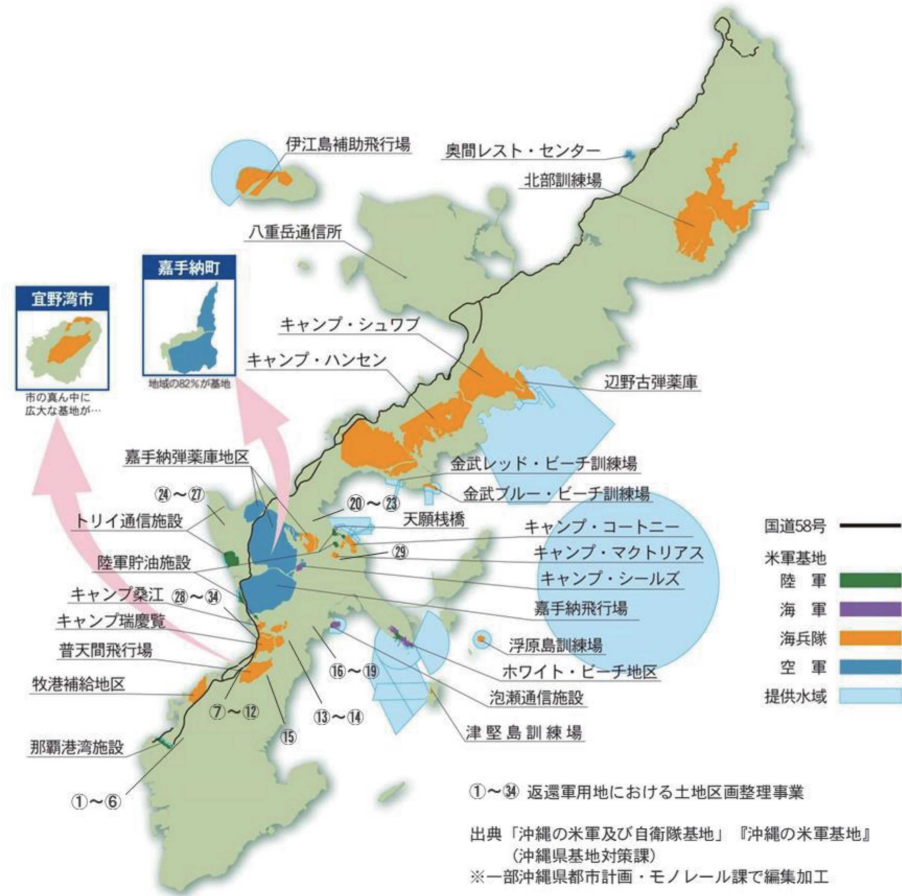 伊江島補助飛行場
奥間レスト・センター
北部訓練場
八重岳通信所
嘉手納町
宜野湾市
キャンプ・シュワブ
キャンプ・ハンセン
地域の82%が基地
辺野古弾薬庫
市の真ん中に
広大な基地が…
嘉手納弾薬庫地区
金武レッド・ビーチ訓練場
㉔～㉗
⑳～㉓
金武ブルー・ビーチ訓練場
トリイ通信施設
天願桟橋
キャンプ・コートニー
国道58号
㉙
キャンプ・マクトリアス
米軍基地
陸軍貯油施設
キャンプ・シールズ
陸 軍
キャンプ桑江
㉘～㉞
嘉手納飛行場
海 軍
キャンプ瑞慶覧
海兵隊
普天間飛行場
浮原島訓練場
⑯～⑲
ホワイト・ビーチ地区
空 軍
牧港補給地区
⑦～⑫
⑬～⑭
泡瀬通信施設
提供水域
⑮
津堅島訓練場
那覇港湾施設
①～⑥
①～㉞ 返還軍用地における土地区画整理事業
出典「沖縄の米軍及び自衛隊基地」『沖縄の米軍基地』
(沖縄県基地対策課)
※一部沖縄県都市計画・モノレール課で編集加工